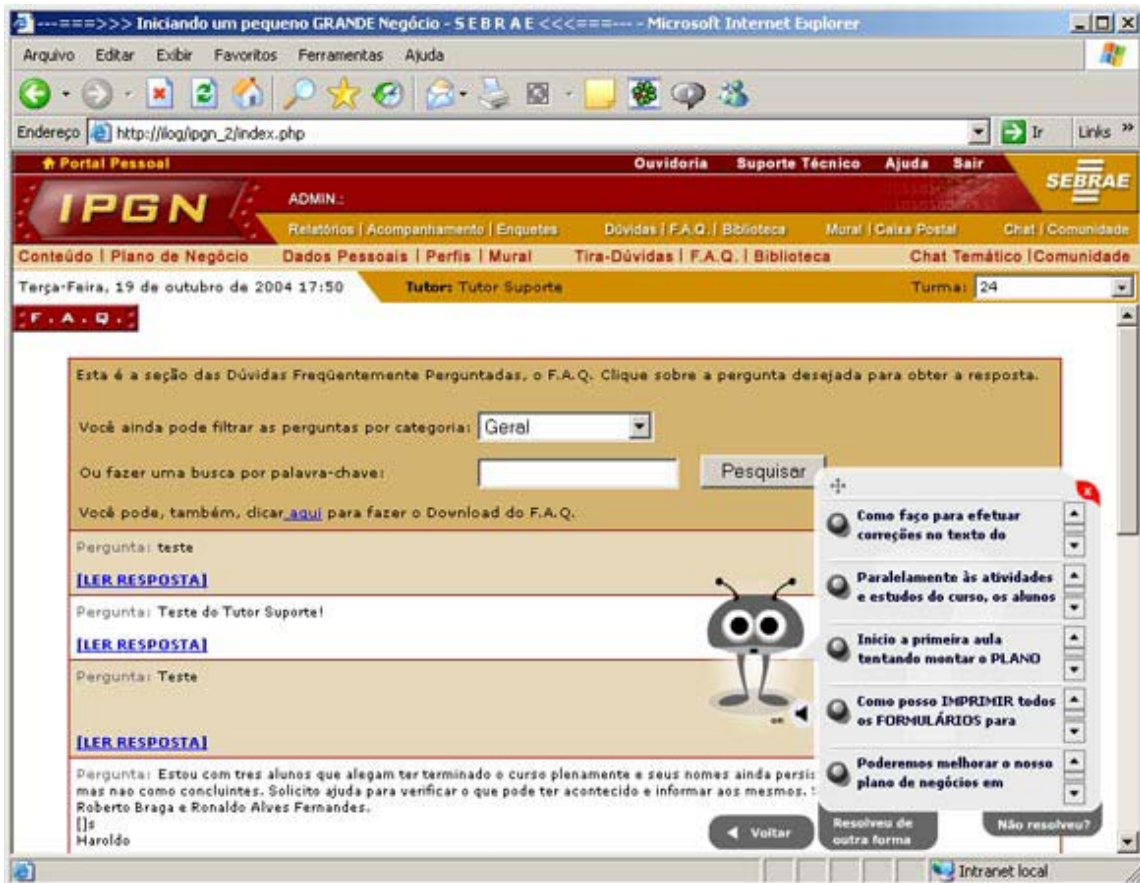 ---===>>> Iniciando um pequeno GRANDE Negócio - S E B R A E <<<===--- - Microsoft Internet Explorer
Arquivo Editar Exibir Favoritos Ferramentas Ajuda
Endereço http://ilog/ipgn_2/index.php Ir Links »
Portal Pessoal Ouvidoria Suporte Técnico Ajuda Sair
SEBRAE
IPGN ADMIN.:
Relatórios | Acompanhamento | Enquetes Dúvidas | F.A.Q. | Biblioteca Mural | Caixa Postal Chat | Comunidade
Conteúdo | Plano de Negócio Dados Pessoais | Perfis | Mural Tira-Dúvidas | F.A.Q. | Biblioteca Chat Temático |Comunidade
Terça-Feira, 19 de outubro de 2004 17:50 Tutor: Tutor Suporte Turma: 24
F.A.Q.
Esta é a seção das Dúvidas Freqüentemente Perguntadas, o F.A.Q. Clique sobre a pergunta desejada para obter a resposta.
Você ainda pode filtrar as perguntas por categoria: Geral
Ou fazer uma busca por palavra-chave: Pesquisar
Você pode, também, clicar aqui para fazer o Download do F.A.Q.
Pergunta: teste
[LER RESPOSTA]
Pergunta: Teste do Tutor Suporte!
[LER RESPOSTA]
Pergunta: Teste
[LER RESPOSTA]
Pergunta: Estou com tres alunos que alegam ter terminado o curso plenamente e seus nomes ainda
mas nao como concluintes. Solicito ajuda para verificar o que pode ter acontecido e informar aos mesmos.
Roberto Braga e Ronaldo Alves Fernandes.
[]s
Haroldo
x
Como faço para efetuar
correções no texto do
Paralelamente às atividades
e estudos do curso, os alunos
Inicio a primeira aula
tentando montar o PLANO
Como posso IMPRIMIR todos
os FORMULÁRIOS para
Poderemos melhorar o nosso
plano de negócios em
Voltar
Resolveu de
outra forma
Não resolveu?
Intranet local